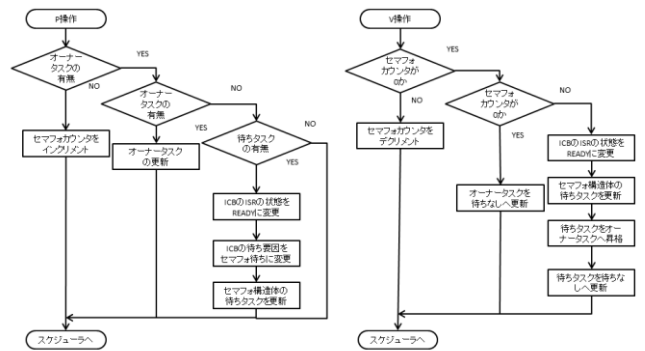 P操作
オーナー
タスクの
有無
YES
NO
オーナー
タスクの
有無
NO
YES
待ちタスク
の有無
NO
YES
セマフォカウンタを
インクリメント
オーナータスク
の更新
ICBのISRの状態を
READYに変更
ICBの待ち要因を
セマフォ待ちに変更
セマフォ構造体の
待ちタスクを更新
スケジューラへ
V操作
セマフォ
カウンタが
0か
YES
NO
セマフォ
カウンタが
0か
NO
YES
セマフォカウンタを
デクリメント
オーナータスクを
待ちなしへ更新
ICBのISRの状態を
READYに変更
セマフォ構造体の
待ちタスクを更新
待ちタスクをオー
ナータスクへ昇格
待ちタスクを待ちな
しへ更新
スケジューラへ